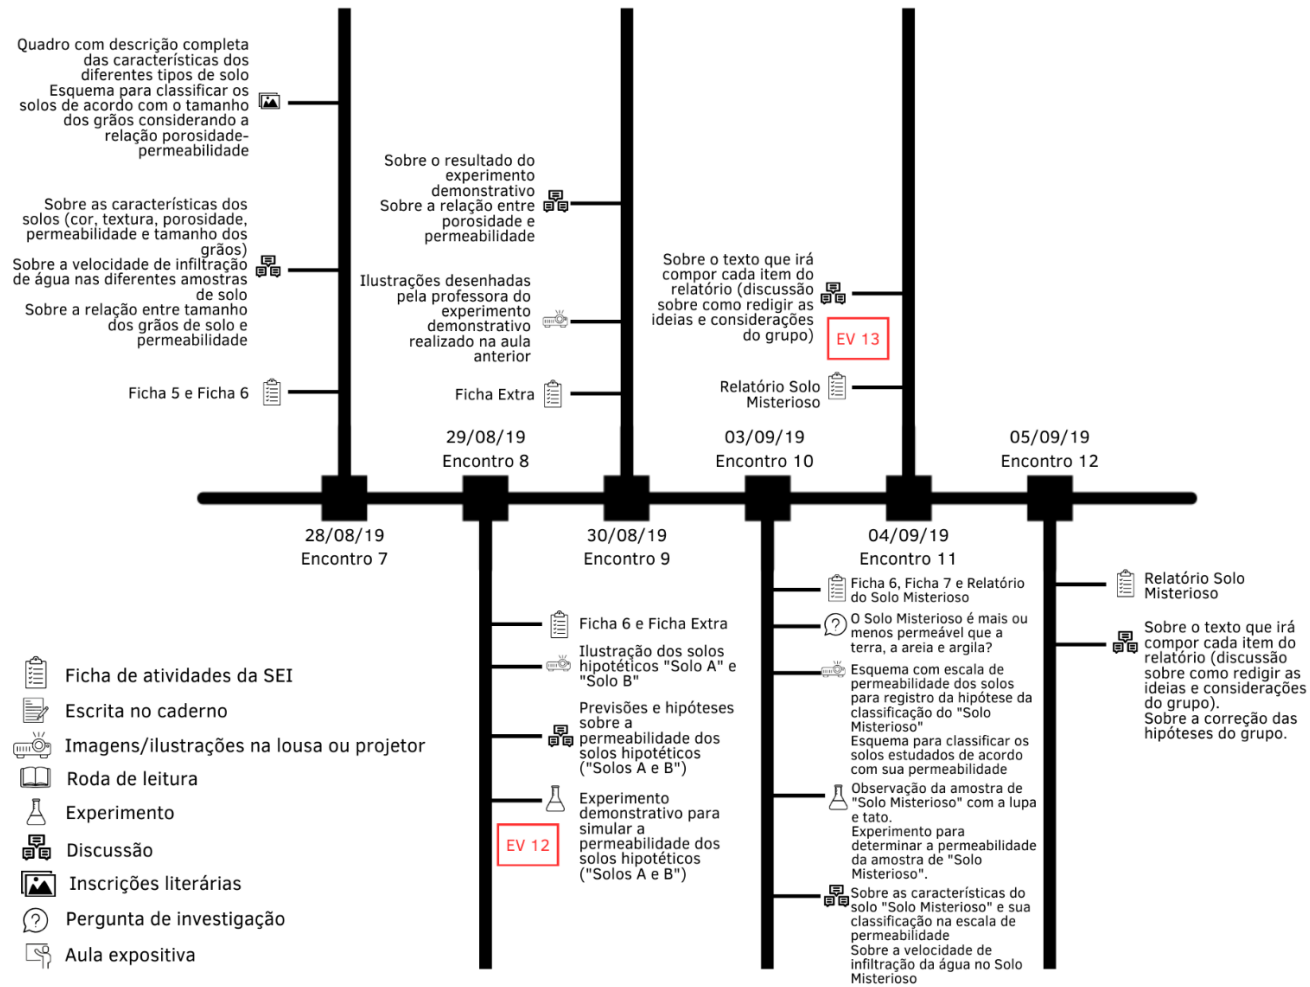 Quadro com descrição completa
das características dos
diferentes tipos de solo
Esquema para classificar os
solos de acordo com o tamanho
dos grãos considerando a
relação porosidade-
permeabilidade
Sobre as características dos
solos (cor, textura, porosidade,
permeabilidade e tamanho dos
grãos)
Sobre a velocidade de infiltração
de água nas diferentes amostras
de solo
Sobre a relação entre tamanho
dos grãos de solo e
permeabilidade
Ficha 5 e Ficha 6
28/08/19
Encontro 7
29/08/19
Encontro 8
Ficha 6 e Ficha Extra
Ilustração dos solos
hipotéticos "Solo A" e
"Solo B"
Previsões e hipóteses
sobre a
permeabilidade dos
solos hipotéticos
("Solos A e B")
Experimento
demonstrativo para
simular a
permeabilidade dos
solos hipotéticos
("Solos A e B")
EV 12
Sobre o resultado do
experimento
demonstrativo
Sobre a relação entre
porosidade e
permeabilidade
Ilustrações desenhadas
pela professora do
experimento
demonstrativo
realizado na aula
anterior
Ficha Extra
30/08/19
Encontro 9
03/09/19
Encontro 10
Ficha 6, Ficha 7 e Relatório
do Solo Misterioso
O Solo Misterioso é mais ou
menos permeável que a
terra, a areia e argila?
Esquema com escala de
permeabilidade dos solos
para registro da hipótese da
classificação do "Solo
Misterioso"
Esquema para classificar os
solos estudados de acordo
com sua permeabilidade
Observação da amostra de
"Solo Misterioso" com a lupa
e tato.
Experimento para
determinar a permeabilidade
da amostra de "Solo
Misterioso".
Sobre as características do
solo "Solo Misterioso" e sua
classificação na escala de
permeabilidade
Sobre a velocidade de
infiltração da água no Solo
Misterioso
Sobre o texto que irá
compor cada item do
relatório (discussão
sobre como redigir as
ideias e considerações
do grupo)
EV 13
Relatório Solo
Misterioso
04/09/19
Encontro 11
05/09/19
Encontro 12
Relatório Solo
Misterioso
Sobre o texto que irá
compor cada item do
relatório (discussão
sobre como redigir as
ideias e considerações
do grupo).
Sobre a correção das
hipóteses do grupo.
Ficha de atividades da SEI
Escrita no caderno
Imagens/ilustrações na lousa ou projetor
Roda de leitura
Experimento
Discussão
Inscrições literárias
Pergunta de investigação
Aula expositiva